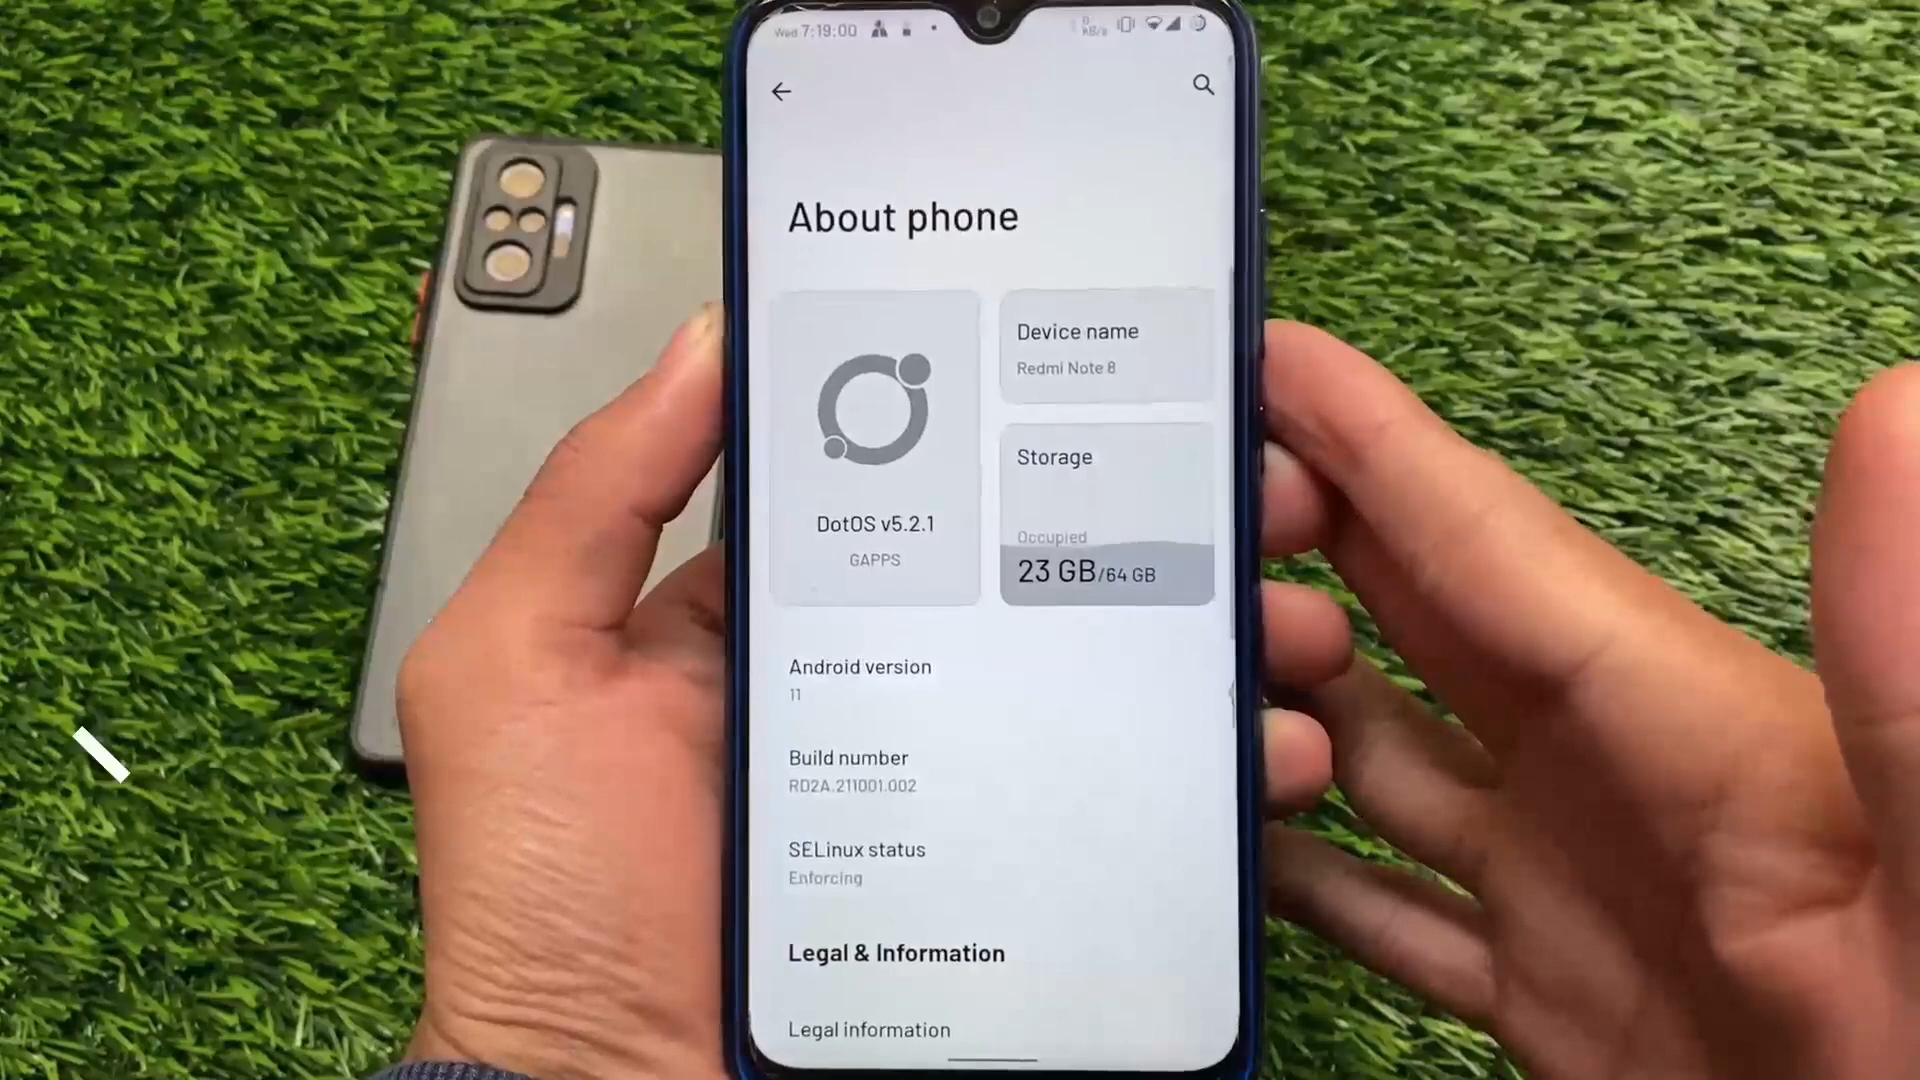 Wed 7:19:00
KB/s
About phone
DotOS v5.2.1
GAPPS
Device name
Redmi Note 8
Storage
Occupied
23 GB/64 GB
Android version
11
Build number
RD2A.211001.002
SELinux status
Enforcing
Legal & Information
Legal information